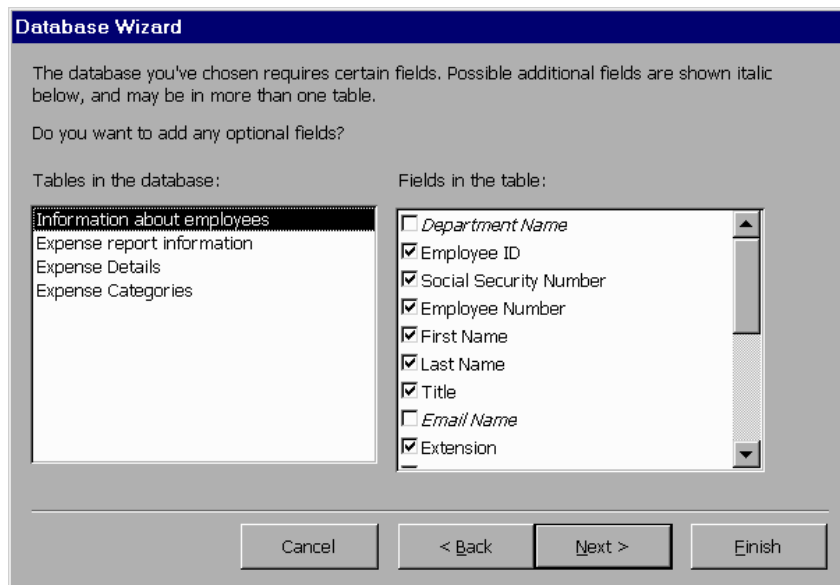 Database Wizard
The database you've chosen requires certain fields. Possible additional fields are shown italic
below, and may be in more than one table.
Do you want to add any optional fields?
Tables in the database:
Information about employees
Expense report information
Expense Details
Expense Categories
Fields in the table:
Department Name
Employee ID
Social Security Number
Employee Number
First Name
Last Name
Title
Email Name
Extension
Cancel
< Back
Next >
Finish